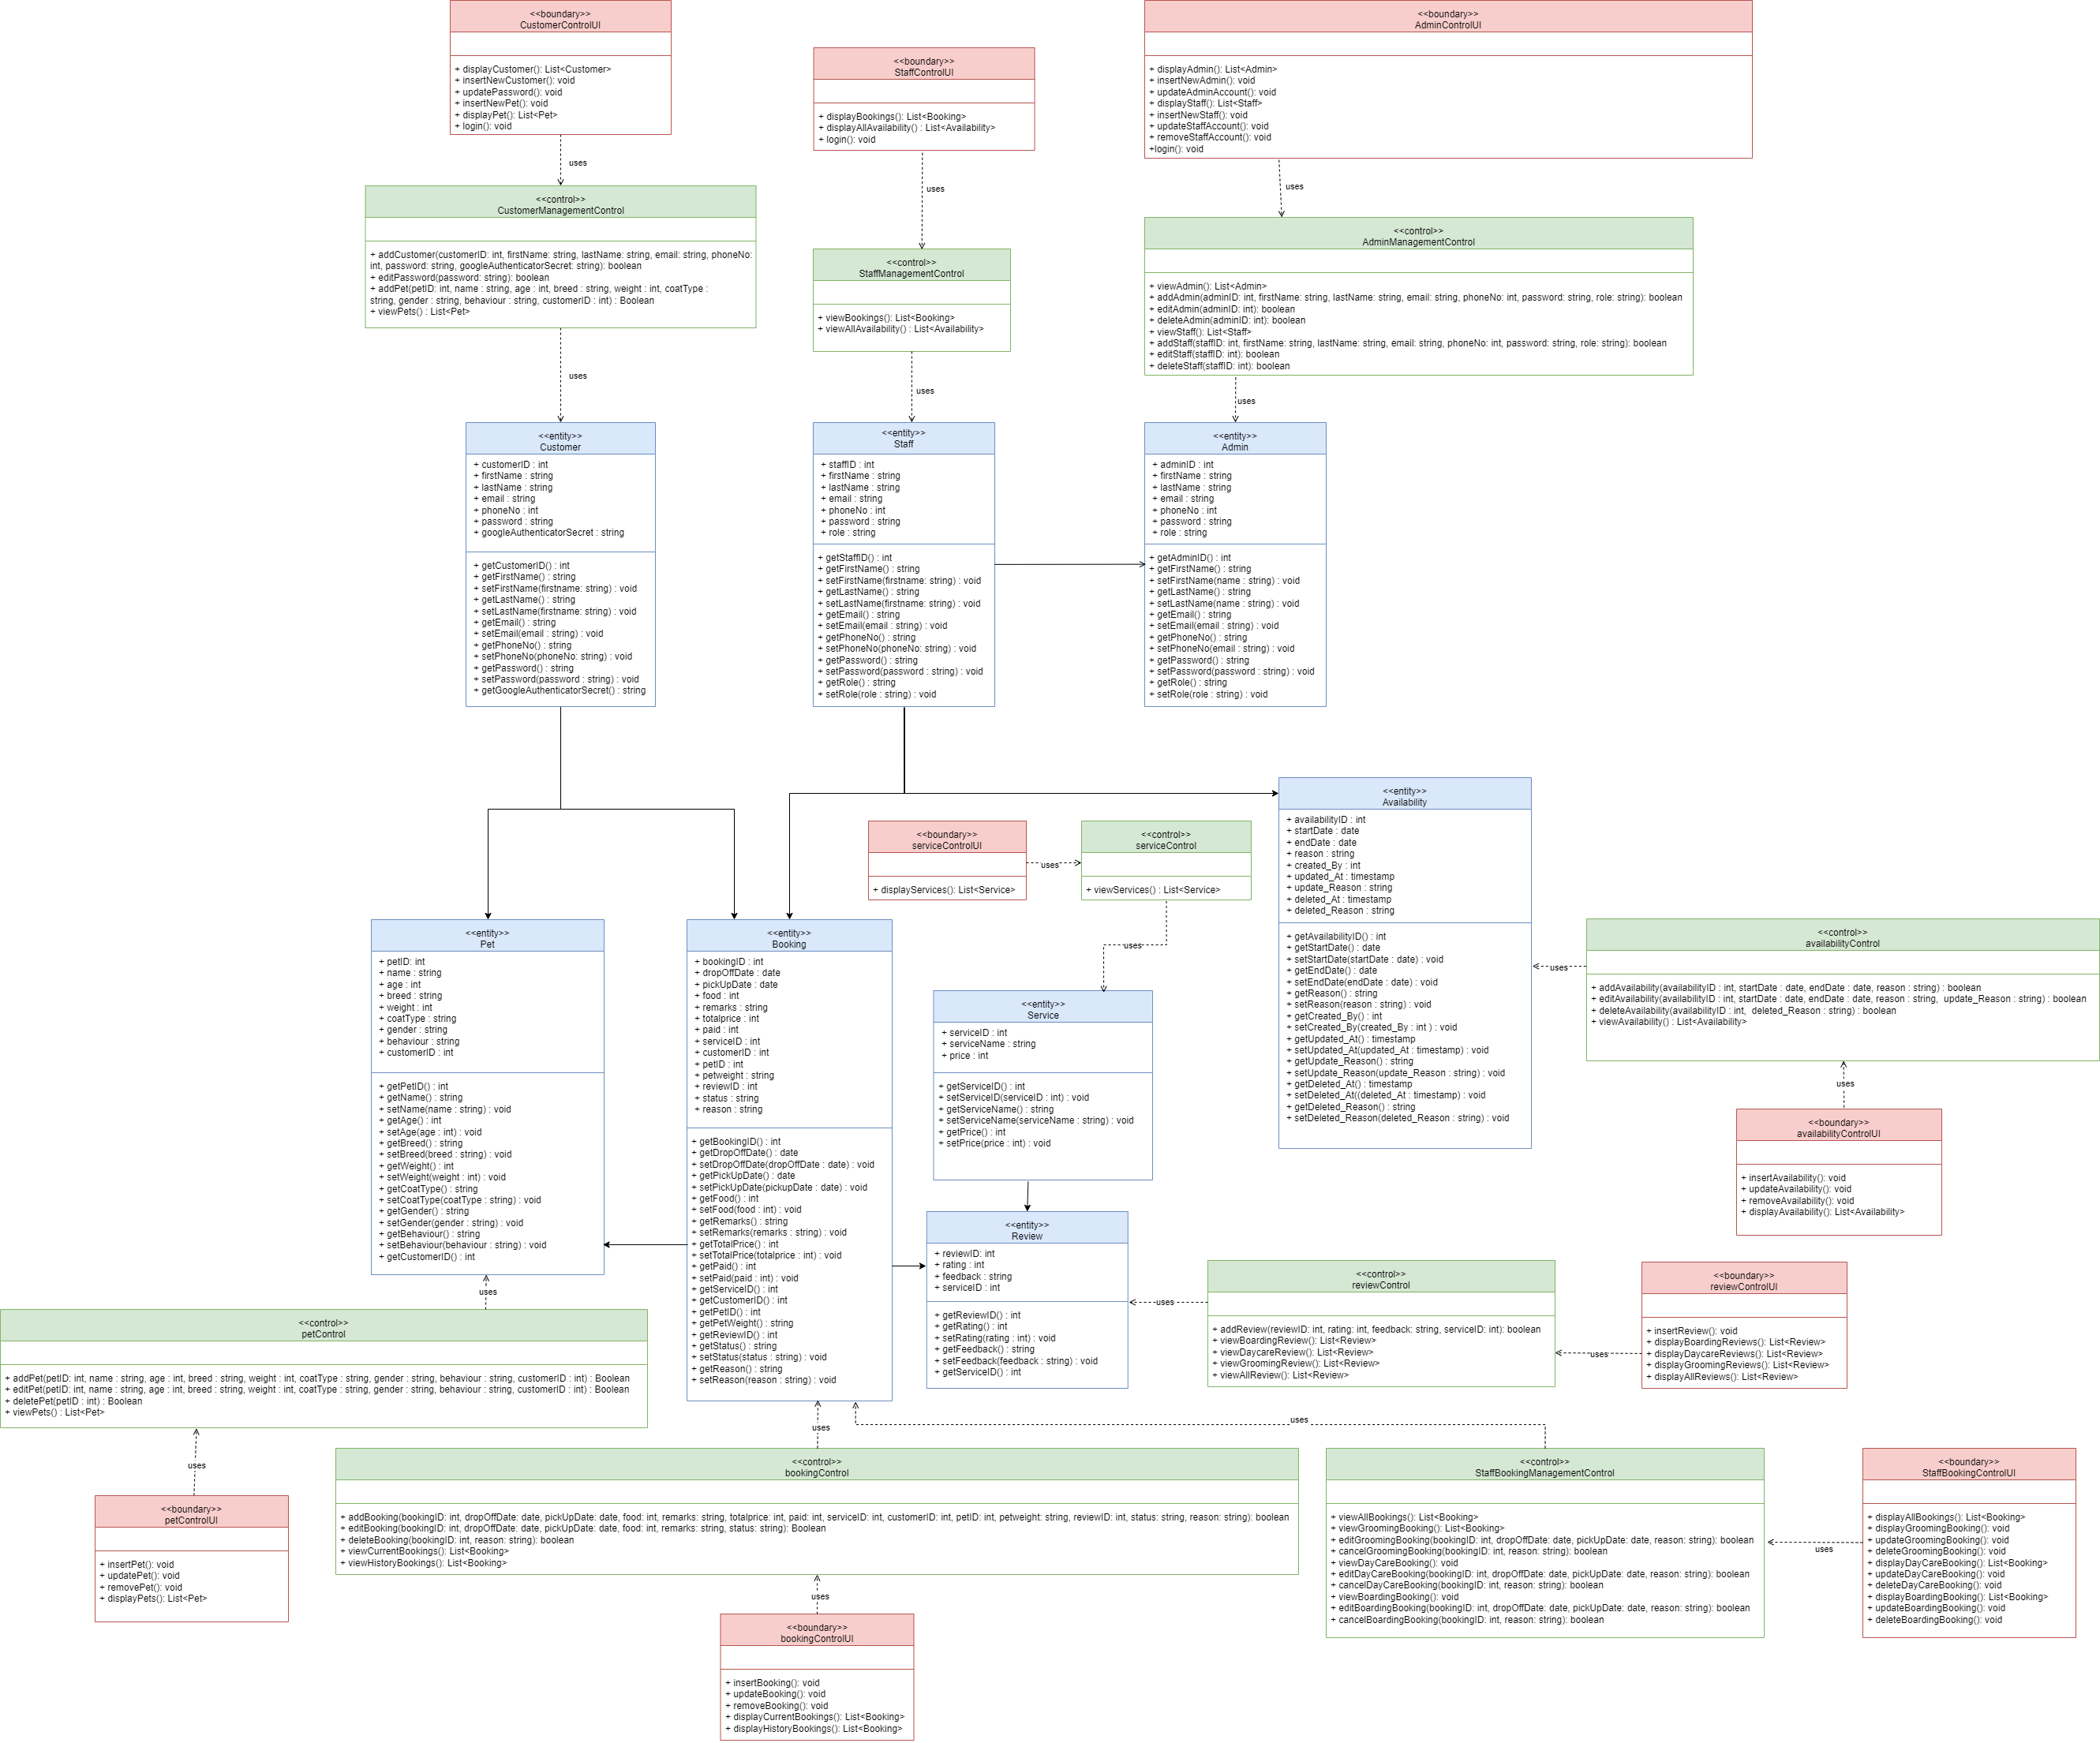 <<boundary>>
CustomerControlUI
+ displayCustomer(): List<Customer>
+ insertNewCustomer(): void
+ updatePassword(): void
+ insertNewPet(): void
+ displayPet(): List<Pet>
+ login(): void
<<boundary>>
StaffControlUI
+ displayBookings(): List<Booking>
+ displayAllAvailability() : List<Availability>
+ login(): void
<<boundary>>
AdminControlUI
+ displayAdmin(): List<Admin>
+ insertNewAdmin(): void
+ updateAdminAccount(): void
+ displayStaff(): List<Staff>
+ insertNewStaff(): void
+ updateStaffAccount(): void
+ removeStaffAccount(): void
+login(): void
uses
uses
uses
<<control>>
CustomerManagementControl
+ addCustomer(customerID: int, firstName: string, lastName: string, email: string, phoneNo:
int, password: string, googleAuthenticatorSecret: string): boolean
+ editPassword(password: string): boolean
+ addPet(petID: int, name : string, age : int, breed : string, weight : int, coatType :
string, gender : string, behaviour : string, customerID : int) : Boolean
+ viewPets() : List<Pet>
<<control>>
StaffManagementControl
+ viewBookings(): List<Booking>
+ viewAllAvailability() : List<Availability>
<<control>>
AdminManagementControl
+ viewAdmin(): List<Admin>
+ addAdmin(adminID: int, firstName: string, lastName: string, email: string, phoneNo: int, password: string, role: string): boolean
+ editAdmin(adminID: int): boolean
+ deleteAdmin(adminID: int): boolean
+ viewStaff(): List<Staff>
+ addStaff(staffID: int, firstName: string, lastName: string, email: string, phoneNo: int, password: string, role: string): boolean
+ editStaff(staffID: int): boolean
+ deleteStaff(staffID: int): boolean
uses
uses
uses
<<entity>>
Customer
+ customerID : int
+ firstName : string
+ lastName : string
+ email : string
+ phoneNo : int
+ password : string
+ googleAuthenticatorSecret : string
+ getCustomerID() : int
+ getFirstName() : string
+ setFirstName(firstname: string) : void
+ getLastName() : string
+ setLastName(firstname: string) : void
+ getEmail() : string
+ setEmail(email : string) : void
+ getPhoneNo() : string
+ setPhoneNo(phoneNo: string) : void
+ getPassword() : string
+ setPassword(password : string) : void
+ getGoogleAuthenticatorSecret() : string
<<entity>>
Staff
+ staffID : int
+ firstName : string
+ lastName : string
+ email : string
+ phoneNo : int
+ password : string
+ role : string
+ getStaffID() : int
+ getFirstName() : string
+ setFirstName(firstname: string) : void
+ getLastName() : string
+ setLastName(firstname: string) : void
+ getEmail() : string
+ setEmail(email : string) : void
+ getPhoneNo() : string
+ setPhoneNo(phoneNo: string) : void
+ getPassword() : string
+ setPassword(password : string) : void
+ getRole() : string
+ setRole(role : string) : void
<<entity>>
Admin
+ adminID : int
+ firstName : string
+ lastName : string
+ email : string
+ phoneNo : int
+ password : string
+ role : string
+ getAdminID() : int
+ getFirstName() : string
+ setFirstName(name : string) : void
+ getLastName() : string
+ setLastName(name : string) : void
+ getEmail() : string
+ setEmail(email : string) : void
+ getPhoneNo() : string
+ setPhoneNo(email : string) : void
+ getPassword() : string
+ setPassword(password : string) : void
+ getRole() : string
+ setRole(role : string) : void
<<boundary>>
serviceControlUI
+ displayServices(): List<Service>
uses
<<control>>
serviceControl
+ viewServices() : List<Service>
uses
<<entity>>
Availability
+ availabilityID : int
+ startDate : date
+ endDate : date
+ reason : string
+ created_By : int
+ updated_At : timestamp
+ update_Reason : string
+ deleted_At : timestamp
+ deleted_Reason : string
+ getAvailabilityID() : int
+ getStartDate() : date
+ setStartDate(startDate : date) : void
+ getEndDate() : date
+ setEndDate(endDate : date) : void
+ getReason() : string
+ setReason(reason : string) : void
+ getCreated_By() : int
+ setCreated_By(created_By : int ) : void
+ getUpdated_At() : timestamp
+ setUpdated_At(updated_At : timestamp) : void
+ getUpdate_Reason() : string
+ setUpdate_Reason(update_Reason : string) : void
+ getDeleted_At() : timestamp
+ setDeleted_At((deleted_At : timestamp) : void
+ getDeleted_Reason() : string
+ setDeleted_Reason(deleted_Reason : string) : void
uses
<<control>>
availabilityControl
+ addAvailability(availabilityID : int, startDate : date, endDate : date, reason : string) : boolean
+ editAvailability(availabilityID : int, startDate : date, endDate : date, reason : string,  update_Reason : string) : boolean
+ deleteAvailability(availabilityID : int,  deleted_Reason : string) : boolean
+ viewAvailability() : List<Availability>
uses
<<boundary>>
availabilityControlUI
+ insertAvailability(): void
+ updateAvailability(): void
+ removeAvailability(): void
+ displayAvailability(): List<Availability>
<<entity>>
Pet
+ petID: int
+ name : string
+ age : int
+ breed : string
+ weight : int
+ coatType : string
+ gender : string
+ behaviour : string
+ customerID : int
+ getPetID() : int
+ getName() : string
+ setName(name : string) : void
+ getAge() : int
+ setAge(age : int) : void
+ getBreed() : string
+ setBreed(breed : string) : void
+ getWeight() : int
+ setWeight(weight : int) : void
+ getCoatType() : string
+ setCoatType(coatType : string) : void
+ getGender() : string
+ setGender(gender : string) : void
+ getBehaviour() : string
+ setBehaviour(behaviour : string) : void
+ getCustomerID() : int
<<entity>>
Booking
+ bookingID : int
+ dropOffDate : date
+ pickUpDate : date
+ food : int
+ remarks : string
+ totalprice : int
+ paid : int
+ serviceID : int
+ customerID : int
+ petID : int
+ petweight : string
+ reviewID : int
+ status : string
+ reason : string
+ getBookingID() : int
+ getDropOffDate() : date
+ setDropOffDate(dropOffDate : date) : void
+ getPickUpDate() : date
+ setPickUpDate(pickupDate : date) : void
+ getFood() : int
+ setFood(food : int) : void
+ getRemarks() : string
+ setRemarks(remarks : string) : void
+ getTotalPrice() : int
+ setTotalPrice(totalprice : int) : void
+ getPaid() : int
+ setPaid(paid : int) : void
+ getServiceID() : int
+ getCustomerID() : int
+ getPetID() : int
+ getPetWeight() : string
+ getReviewID() : int
+ getStatus() : string
+ setStatus(status : string) : void
+ getReason() : string
+ setReason(reason : string) : void
<<entity>>
Service
+ serviceID : int
+ serviceName : string
+ price : int
+ getServiceID() : int
+ setServiceID(serviceID : int) : void
+ getServiceName() : string
+ setServiceName(serviceName : string) : void
+ getPrice() : int
+ setPrice(price : int) : void
<<entity>>
Review
+ reviewID: int
+ rating : int
+ feedback : string
+ serviceID : int
+ getReviewID() : int
+ getRating() : int
+ setRating(rating : int) : void
+ getFeedback() : string
+ setFeedback(feedback : string) : void
+ getServiceID() : int
uses
<<control>>
reviewControl
+ addReview(reviewID: int, rating: int, feedback: string, serviceID: int): boolean
+ viewBoardingReview(): List<Review>
+ viewDaycareReview(): List<Review>
+ viewGroomingReview(): List<Review>
+ viewAllReview(): List<Review>
uses
<<boundary>>
reviewControlUI
+ insertReview(): void
+ displayBoardingReviews(): List<Review>
+ displayDaycareReviews(): List<Review>
+ displayGroomingReviews(): List<Review>
+ displayAllReviews(): List<Review>
uses
<<control>>
petControl
+ addPet(petID: int, name : string, age : int, breed : string, weight : int, coatType : string, gender : string, behaviour : string, customerID : int) : Boolean
+ editPet(petID: int, name : string, age : int, breed : string, weight : int, coatType : string, gender : string, behaviour : string, customerID : int) : Boolean
+ deletePet(petID : int) : Boolean
+ viewPets() : List<Pet>
uses
<<boundary>>
petControlUI
+ insertPet(): void
+ updatePet(): void
+ removePet(): void
+ displayPets(): List<Pet>
uses
uses
<<control>>
bookingControl
+ addBooking(bookingID: int, dropOffDate: date, pickUpDate: date, food: int, remarks: string, totalprice: int, paid: int, serviceID: int, customerID: int, petID: int, petweight: string, reviewID: int, status: string, reason: string): boolean
+ editBooking(bookingID: int, dropOffDate: date, pickUpDate: date, food: int, remarks: string, status: string): Boolean
+ deleteBooking(bookingID: int, reason: string): boolean
+ viewCurrentBookings(): List<Booking>
+ viewHistoryBookings(): List<Booking>
uses
<<boundary>>
bookingControlUI
+ insertBooking(): void
+ updateBooking(): void
+ removeBooking(): void
+ displayCurrentBookings(): List<Booking>
+ displayHistoryBookings(): List<Booking>
<<control>>
StaffBookingManagementControl
+ viewAllBookings(): List<Booking>
+ viewGroomingBooking(): List<Booking>
+ editGroomingBooking(bookingID: int, dropOffDate: date, pickUpDate: date, reason: string): boolean
+ cancelGroomingBooking(bookingID: int, reason: string): boolean
+ viewDayCareBooking(): void
+ editDayCareBooking(bookingID: int, dropOffDate: date, pickUpDate: date, reason: string): boolean
+ cancelDayCareBooking(bookingID: int, reason: string): boolean
+ viewBoardingBooking(): void
+ editBoardingBooking(bookingID: int, dropOffDate: date, pickUpDate: date, reason: string): boolean
+ cancelBoardingBooking(bookingID: int, reason: string): boolean
uses
<<boundary>>
StaffBookingControlUI
+ displayAllBookings(): List<Booking>
+ displayGroomingBooking(): void
+ updateGroomingBooking(): void
+ deleteGroomingBooking(): void
+ displayDayCareBooking(): List<Booking>
+ updateDayCareBooking(): void
+ deleteDayCareBooking(): void
+ displayBoardingBooking(): List<Booking>
+ updateBoardingBooking(): void
+ deleteBoardingBooking(): void